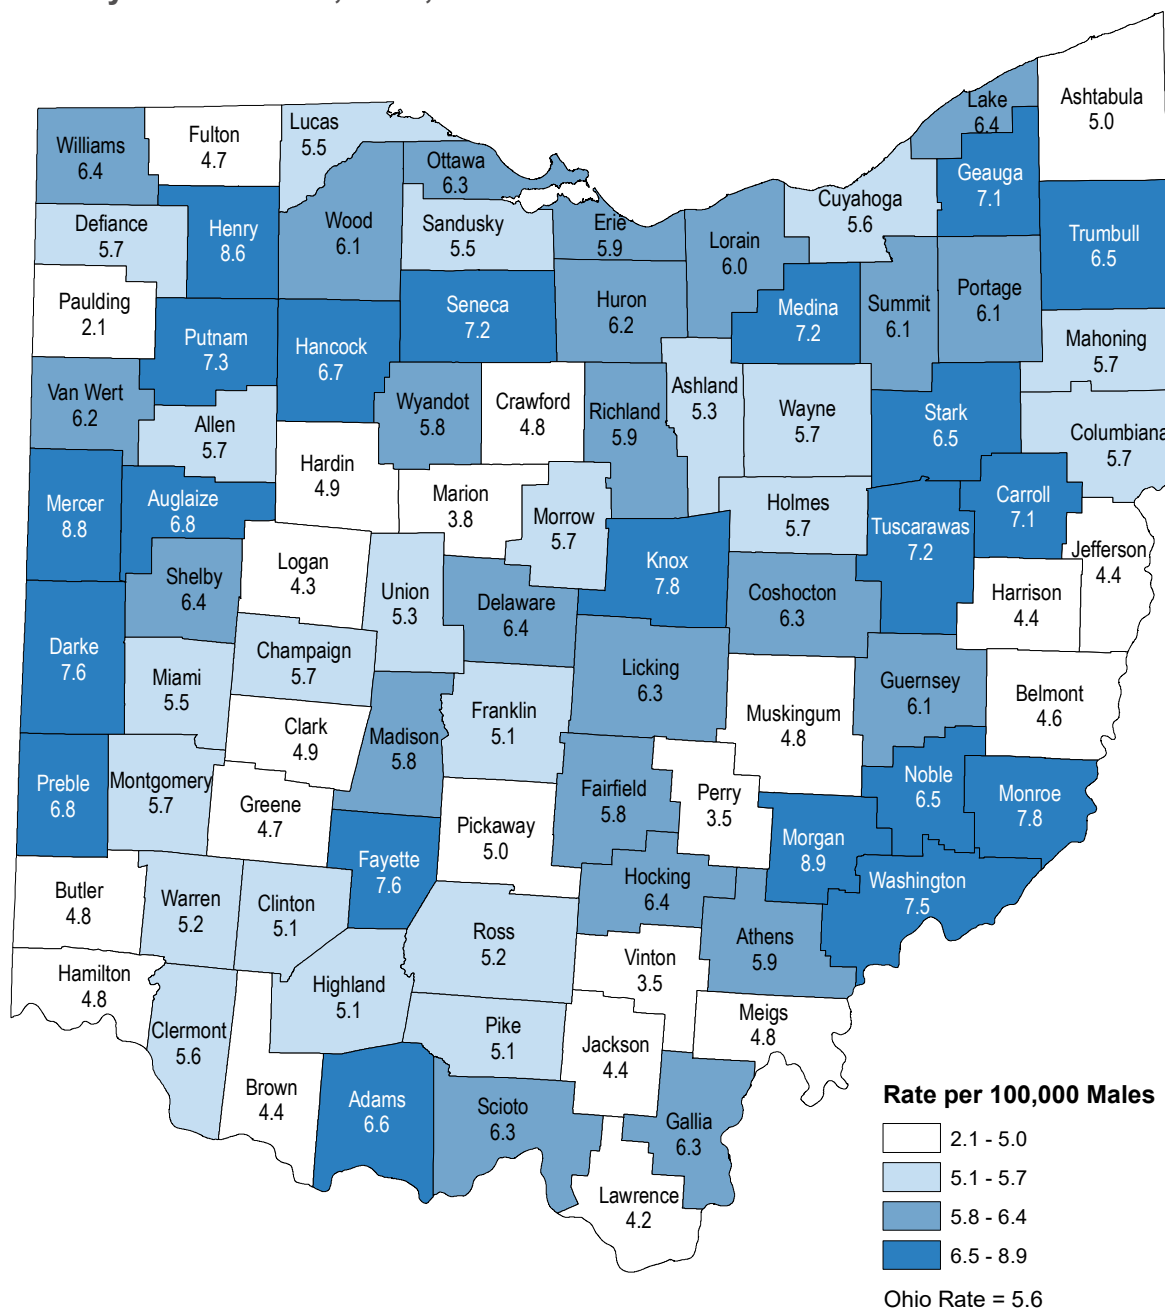 Ashtabula
5.0
Lake
6.4
Lucas
5.5
Fulton
4.7
Williams
6.4
Ottawa
6.3
Geauga
7.1
Cuyahoga
5.6
Defiance
5.7
Henry
8.6
Wood
6.1
Sandusky
5.5
Erie
5.9
Lorain
6.0
Trumbull
6.5
Paulding
2.1
Seneca
7.2
Huron
6.2
Medina
7.2
Summit
6.1
Portage
6.1
Putnam
7.3
Hancock
6.7
Mahoning
5.7
Van Wert
6.2
Allen
5.7
Wyandot
5.8
Crawford
4.8
Richland
5.9
Ashland
5.3
Wayne
5.7
Stark
6.5
Columbiana
5.7
Hardin
4.9
Mercer
8.8
Auglaize
6.8
Marion
3.8
Morrow
5.7
Holmes
5.7
Tuscarawas
7.2
Carroll
7.1
Jefferson
4.4
Logan
4.3
Knox
7.8
Shelby
6.4
Union
5.3
Delaware
6.4
Coshocton
6.3
Harrison
4.4
Darke
7.6
Champaign
5.7
Miami
5.5
Licking
6.3
Guernsey
6.1
Belmont
4.6
Clark
4.9
Madison
5.8
Franklin
5.1
Muskingum
4.8
Preble
6.8
Montgomery
5.7
Greene
4.7
Fairfield
5.8
Perry
3.5
Noble
6.5
Monroe
7.8
Pickaway
5.0
Morgan
8.9
Fayette
7.6
Washington
7.5
Butler
4.8
Warren
5.2
Clinton
5.1
Hocking
6.4
Ross
5.2
Athens
5.9
Hamilton
4.8
Vinton
3.5
Highland
5.1
Meigs
4.8
Clermont
5.6
Pike
5.1
Jackson
4.4
Brown
4.4
Adams
6.6
Scioto
6.3
Gallia
6.3
Lawrence
4.2
Rate per 100,000 Males
2.1 - 5.0
5.1 - 5.7
5.8 - 6.4
6.5 - 8.9
Ohio Rate = 5.6